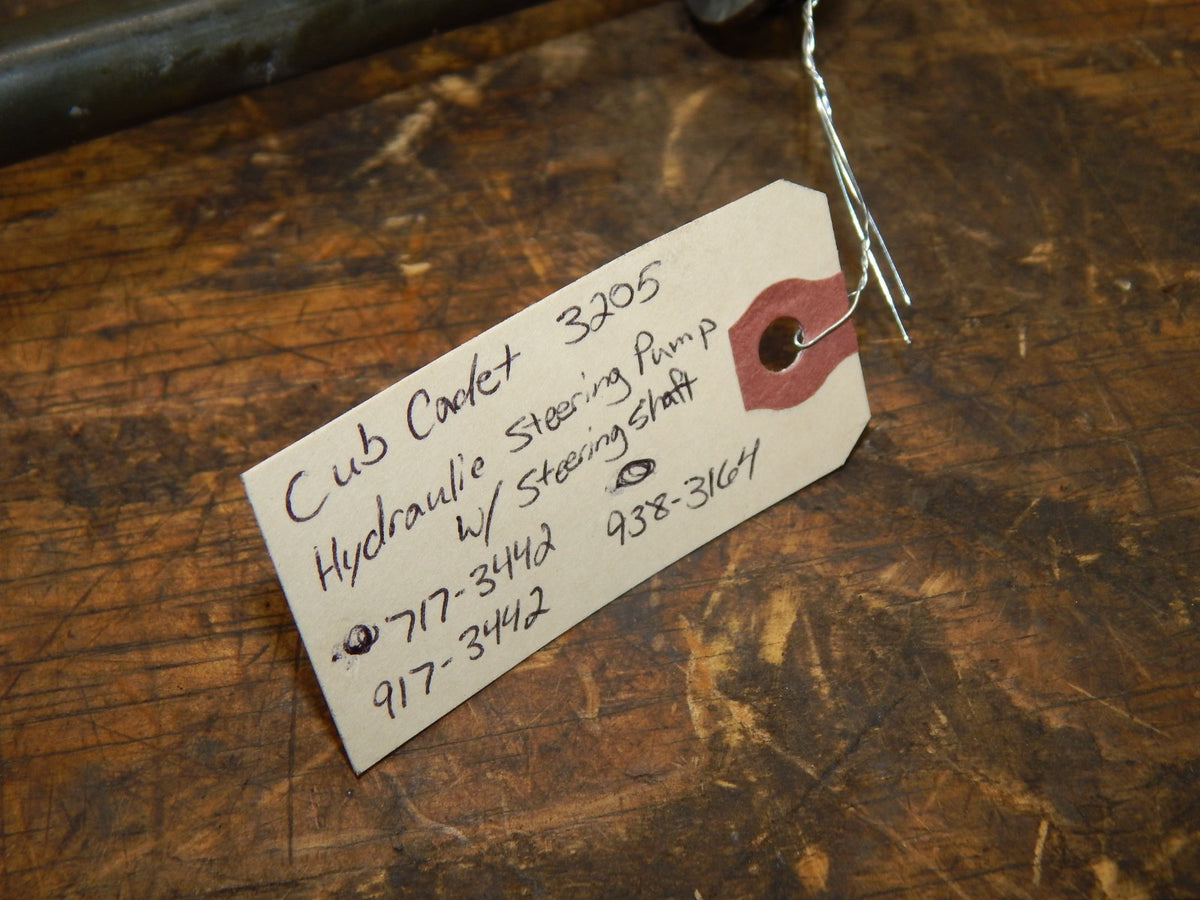 Cub Cadet 3205
Hydraulic Steering Pump
w/ Steering Shaft
717-3442 938-3164
917-3442